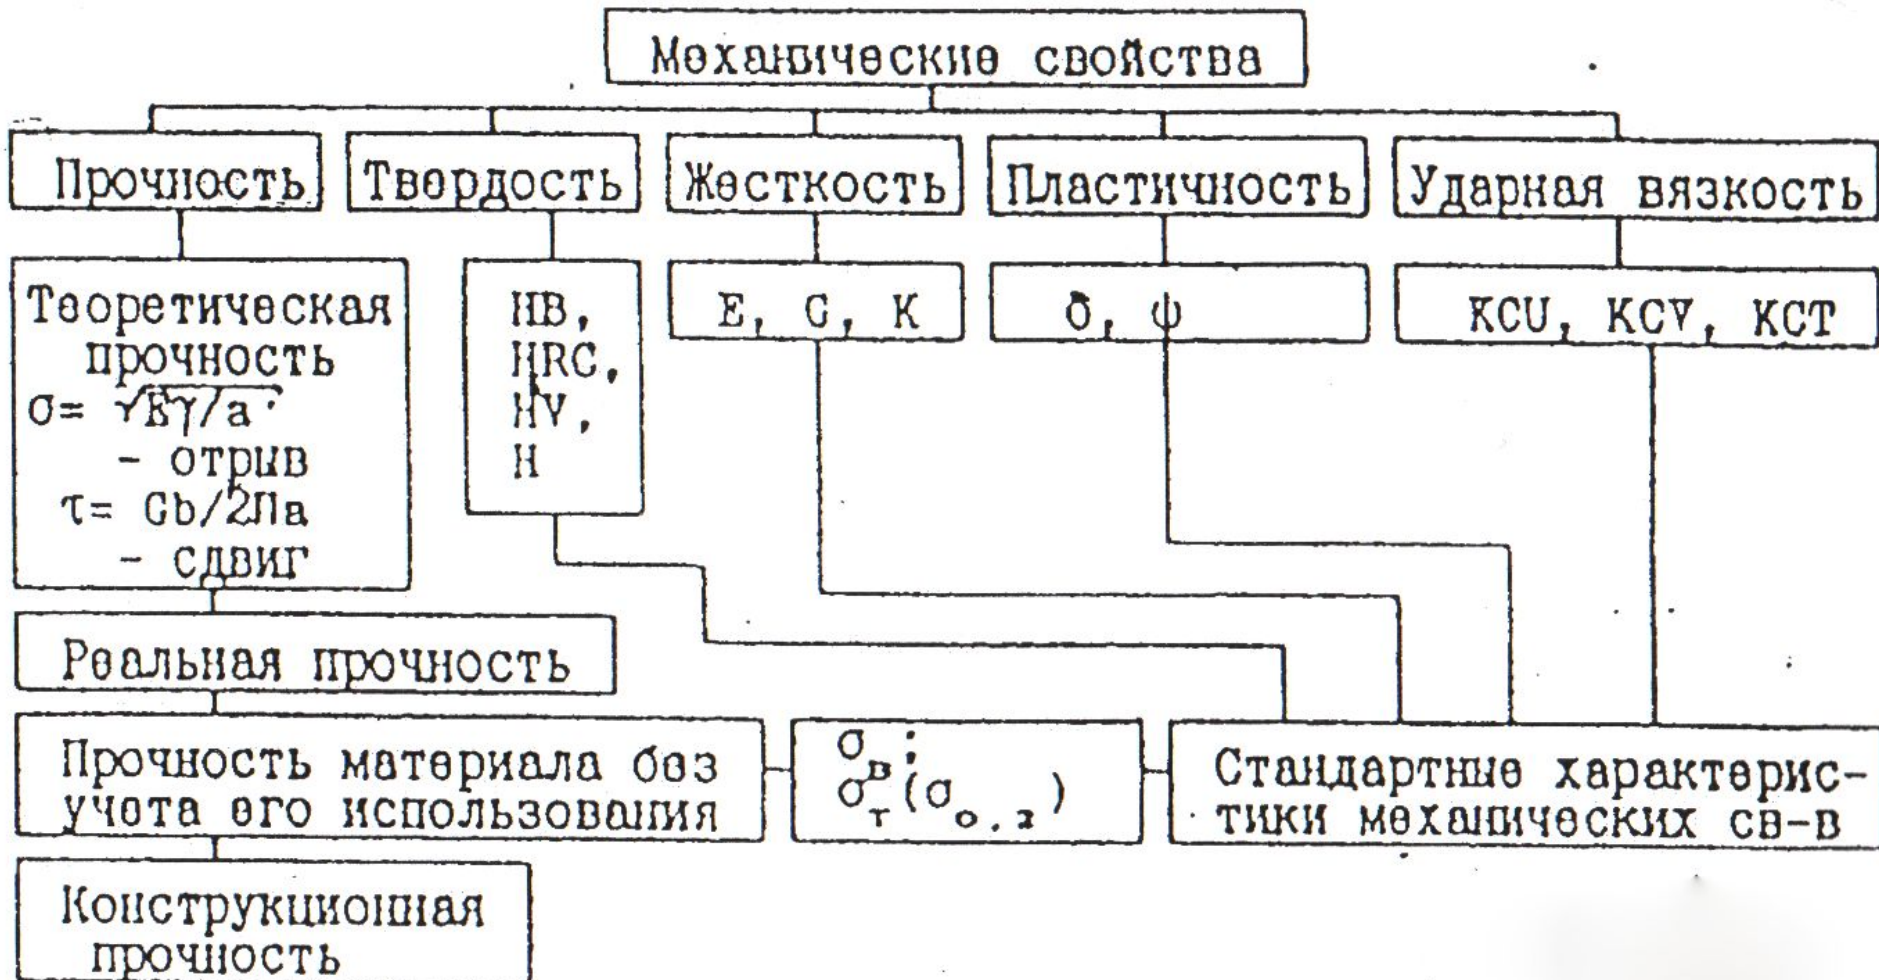 Механические свойства
Прочность
Твердость
Жесткость
Пластичность
Ударная вязкость
Теоретическая
прочность
σ= √Eγ/a
- отрыв
τ= Gb/2Πa
- сдвиг
HB,
HRC,
HV,
H
E, G, K
δ, ψ
KCU, KCV, KCT
Реальная прочность
Прочность материала без
учета его использования
σв;
σт(σ0.2)
Стандартные характерис-
тики механических св-в
Конструкционная
прочность